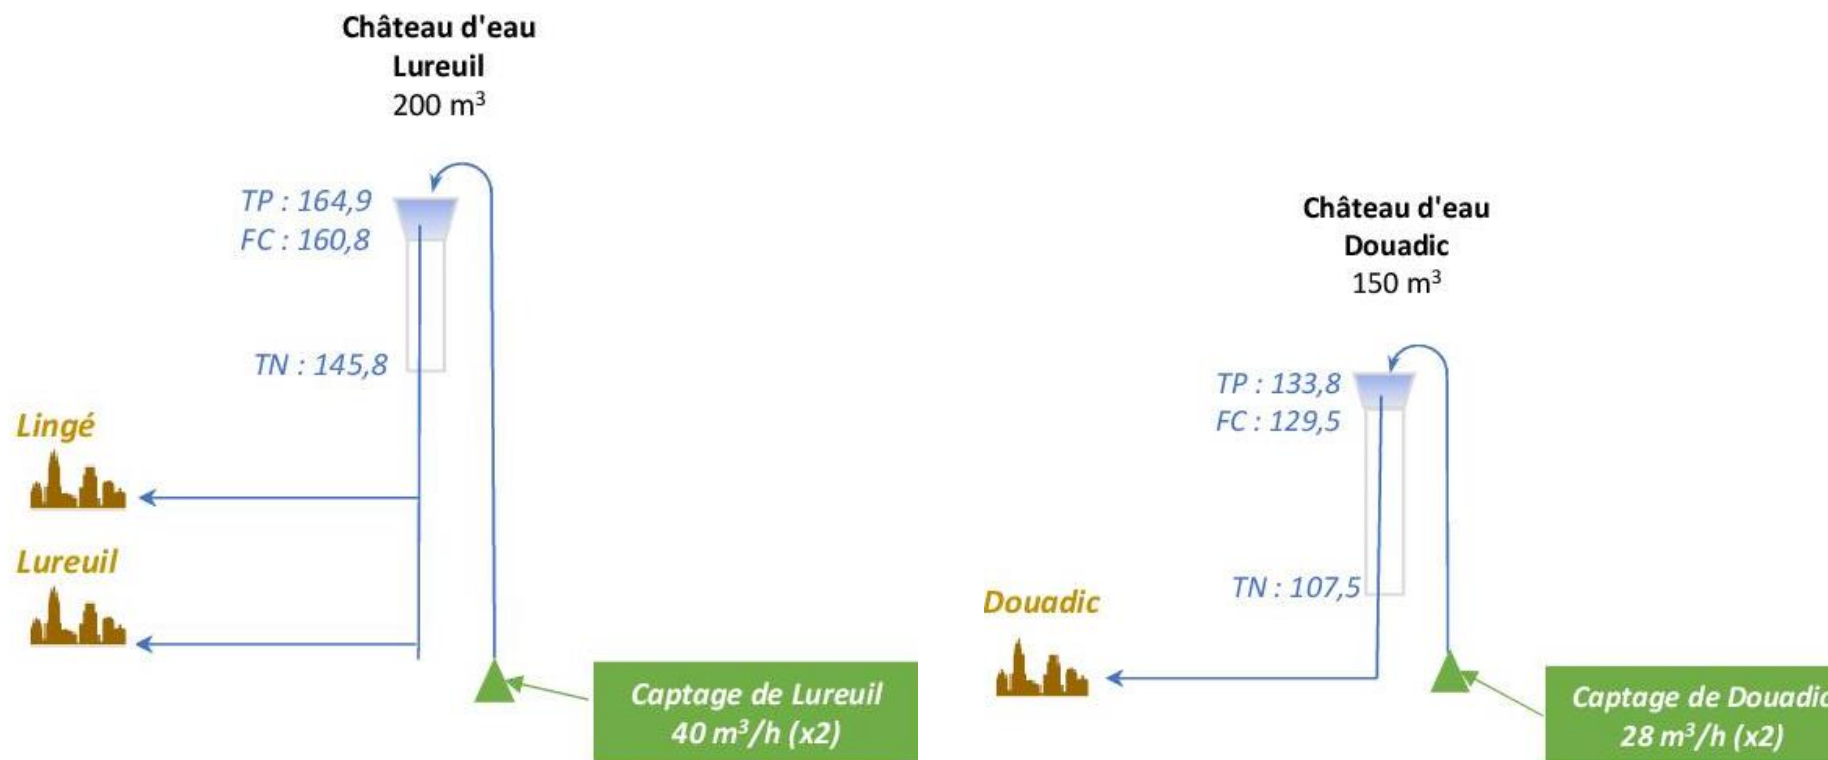 Château d'eau
Lureuil
200 m³
TP : 164,9
FC : 160,8
TN : 145,8
Lingé
Lureuil
Captage de Lureuil
40 m³/h (x2)
Château d'eau
Douadic
150 m³
TP : 133,8
FC : 129,5
TN : 107,5
Douadic
Captage de Douadic
28 m³/h (x2)